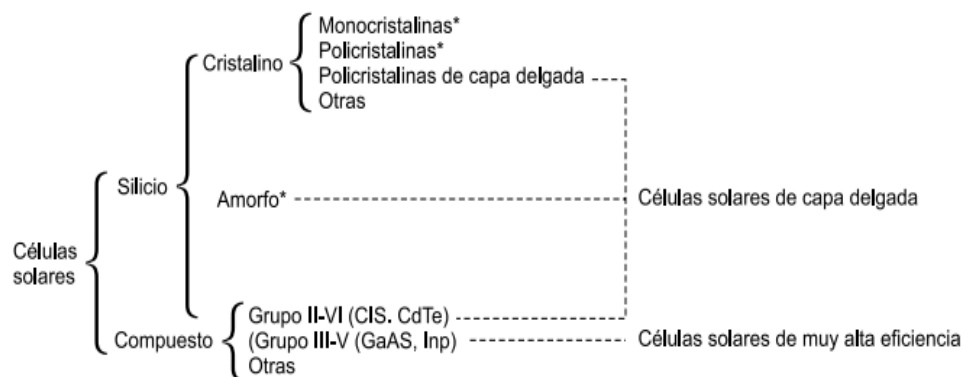 Monocristalinas*
Policristalinas*
Cristalino
Policristalinas de capa delgada
Otras
Silicio
Amorfo*
Células solares de capa delgada
Células
solares
Grupo II-VI (CIS. CdTe)
Compuesto
(Grupo III-V (GaAS, Inp)
Células solares de muy alta eficiencia
Otras